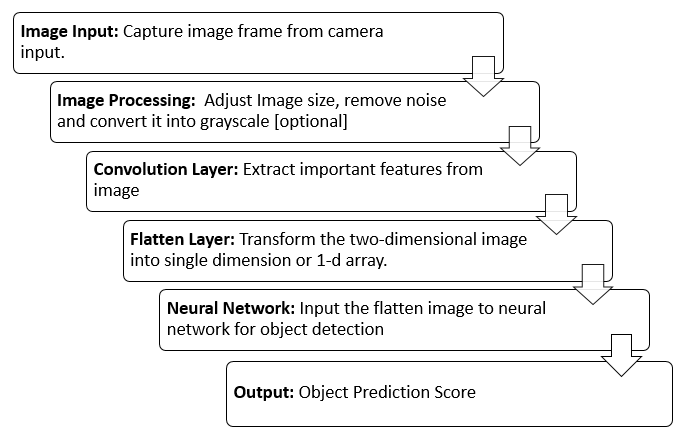 Image Input: Capture image frame from camera
input.
Image Processing:  Adjust Image size, remove noise
and convert it into grayscale [optional]
Convolution Layer: Extract important features from
image
Flatten Layer: Transform the two-dimensional image
into single dimension or 1-d array.
Neural Network: Input the flatten image to neural
network for object detection
Output: Object Prediction Score